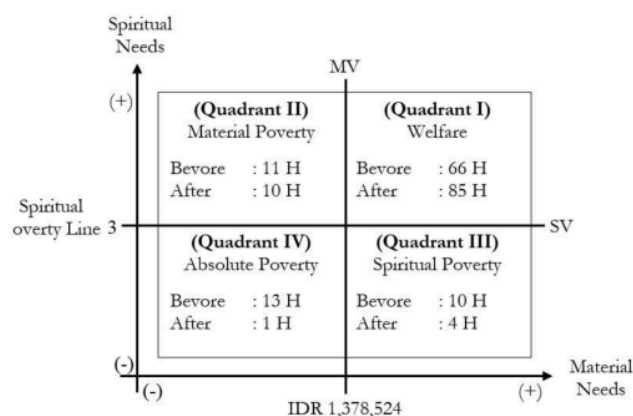 Spiritual
Needs
MV
(+)
(Quadrant II)
Material Poverty
Bevore : 11 H
After : 10 H
(Quadrant I)
Welfare
Bevore : 66 H
After : 85 H
Spiritual
overty Line 3
SV
(Quadrant IV)
Absolute Poverty
Bevore : 13 H
After : 1 H
(Quadrant III)
Spiritual Poverty
Bevore : 10 H
After : 4 H
(-)
(-)
(+)
Material
Needs
IDR 1,378,524